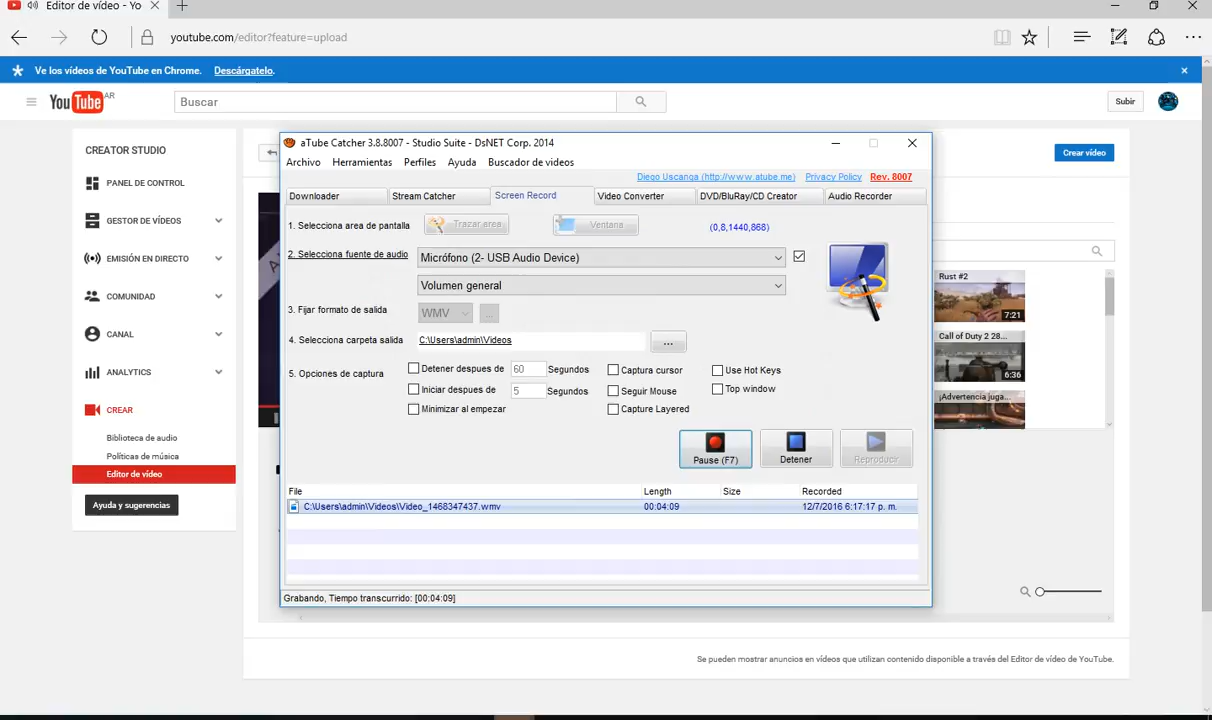 Editor de vídeo - Yo
youtube.com/editor?feature=upload
Ve los vídeos de YouTube en Chrome. Descárgatelo.
YouTube AR
Buscar
Subir
CREATOR STUDIO
PANEL DE CONTROL
GESTOR DE VÍDEOS
EMISIÓN EN DIRECTO
COMUNIDAD
CANAL
ANALYTICS
CREAR
Biblioteca de audio
Políticas de música
Editor de vídeo
Ayuda y sugerencias
Crear vídeo
aTube Catcher 3.8.8007 - Studio Suite - DsNET Corp. 2014
Archivo Herramientas Perfiles Ayuda Buscador de videos
Diego Uscanga (http://www.atube.me) Privacy Policy Rev. 8007
Downloader Stream Catcher Screen Record Video Converter DVD/BluRay/CD Creator Audio Recorder
1. Selecciona area de pantalla Trazar area Ventana (0,8,1440,868)
2. Selecciona fuente de audio Micrófono (2- USB Audio Device)
Volumen general
3. Fijar formato de salida WMV ...
4. Selecciona carpeta salida C:\Users\admin\Videos ...
5. Opciones de captura
Detener despues de 60 Segundos Captura cursor Use Hot Keys
Iniciar despues de 5 Segundos Seguir Mouse Top window
Minimizar al empezar Capture Layered
Pause (F7) Detener Reproducir
File Length Size Recorded
C:\Users\admin\Videos\Video_1468347437.wmv 00:04:09 12/7/2016 6:17:17 p. m.
Grabando, Tiempo transcurrido: [00:04:09]
Rust #2
7:21
Call of Duty 2 28...
6:36
¡Advertencia juga...
Se pueden mostrar anuncios en vídeos que utilizan contenido disponible a través del Editor de vídeo de YouTube.